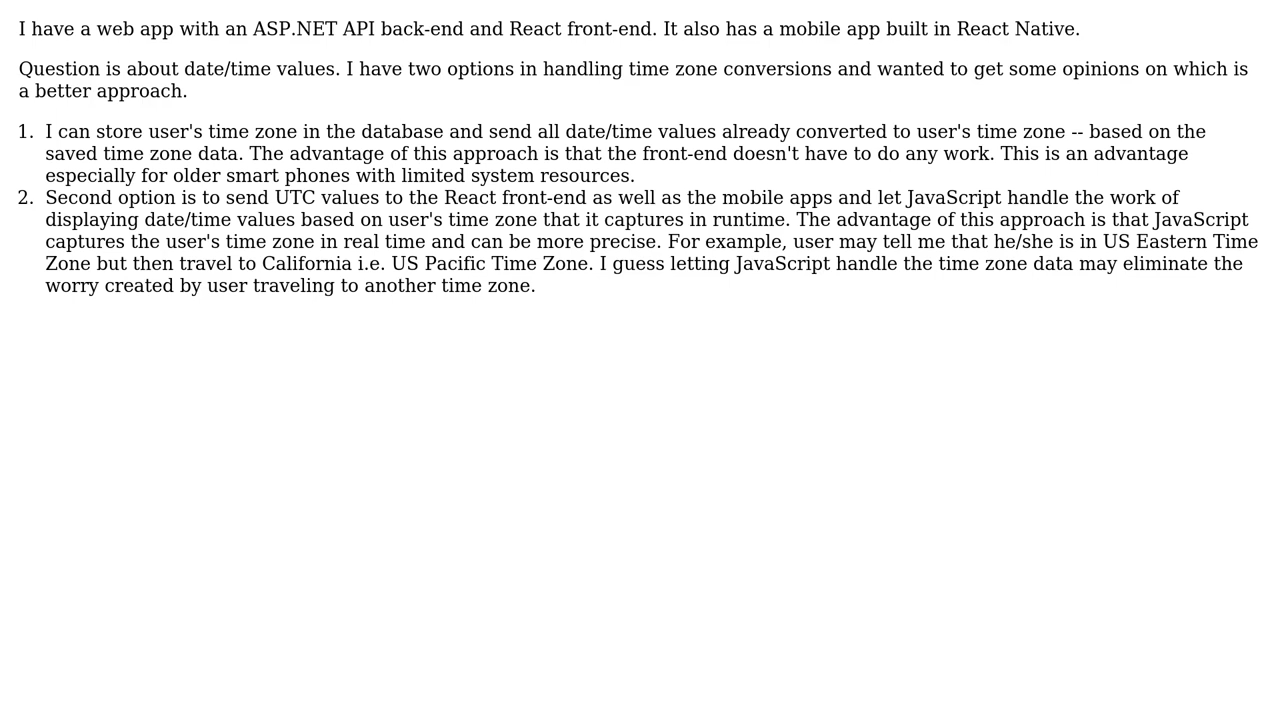 I have a web app with an ASP.NET API back-end and React front-end. It also has a mobile app built in React Native.
Question is about date/time values. I have two options in handling time zone conversions and wanted to get some opinions on which is
a better approach.
1. I can store user's time zone in the database and send all date/time values already converted to user's time zone -- based on the
saved time zone data. The advantage of this approach is that the front-end doesn't have to do any work. This is an advantage
especially for older smart phones with limited system resources.
2. Second option is to send UTC values to the React front-end as well as the mobile apps and let JavaScript handle the work of
displaying date/time values based on user's time zone that it captures in runtime. The advantage of this approach is that JavaScript
captures the user's time zone in real time and can be more precise. For example, user may tell me that he/she is in US Eastern Time
Zone but then travel to California i.e. US Pacific Time Zone. I guess letting JavaScript handle the time zone data may eliminate the
worry created by user traveling to another time zone.